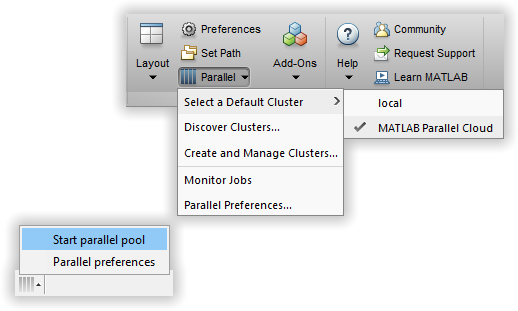 Preferences
Community
Set Path
Request Support
Layout
Parallel
Add-Ons
Help
Learn MATLAB
Select a Default Cluster
local
Discover Clusters...
MATLAB Parallel Cloud
Create and Manage Clusters...
Monitor Jobs
Parallel Preferences...
Start parallel pool
Parallel preferences